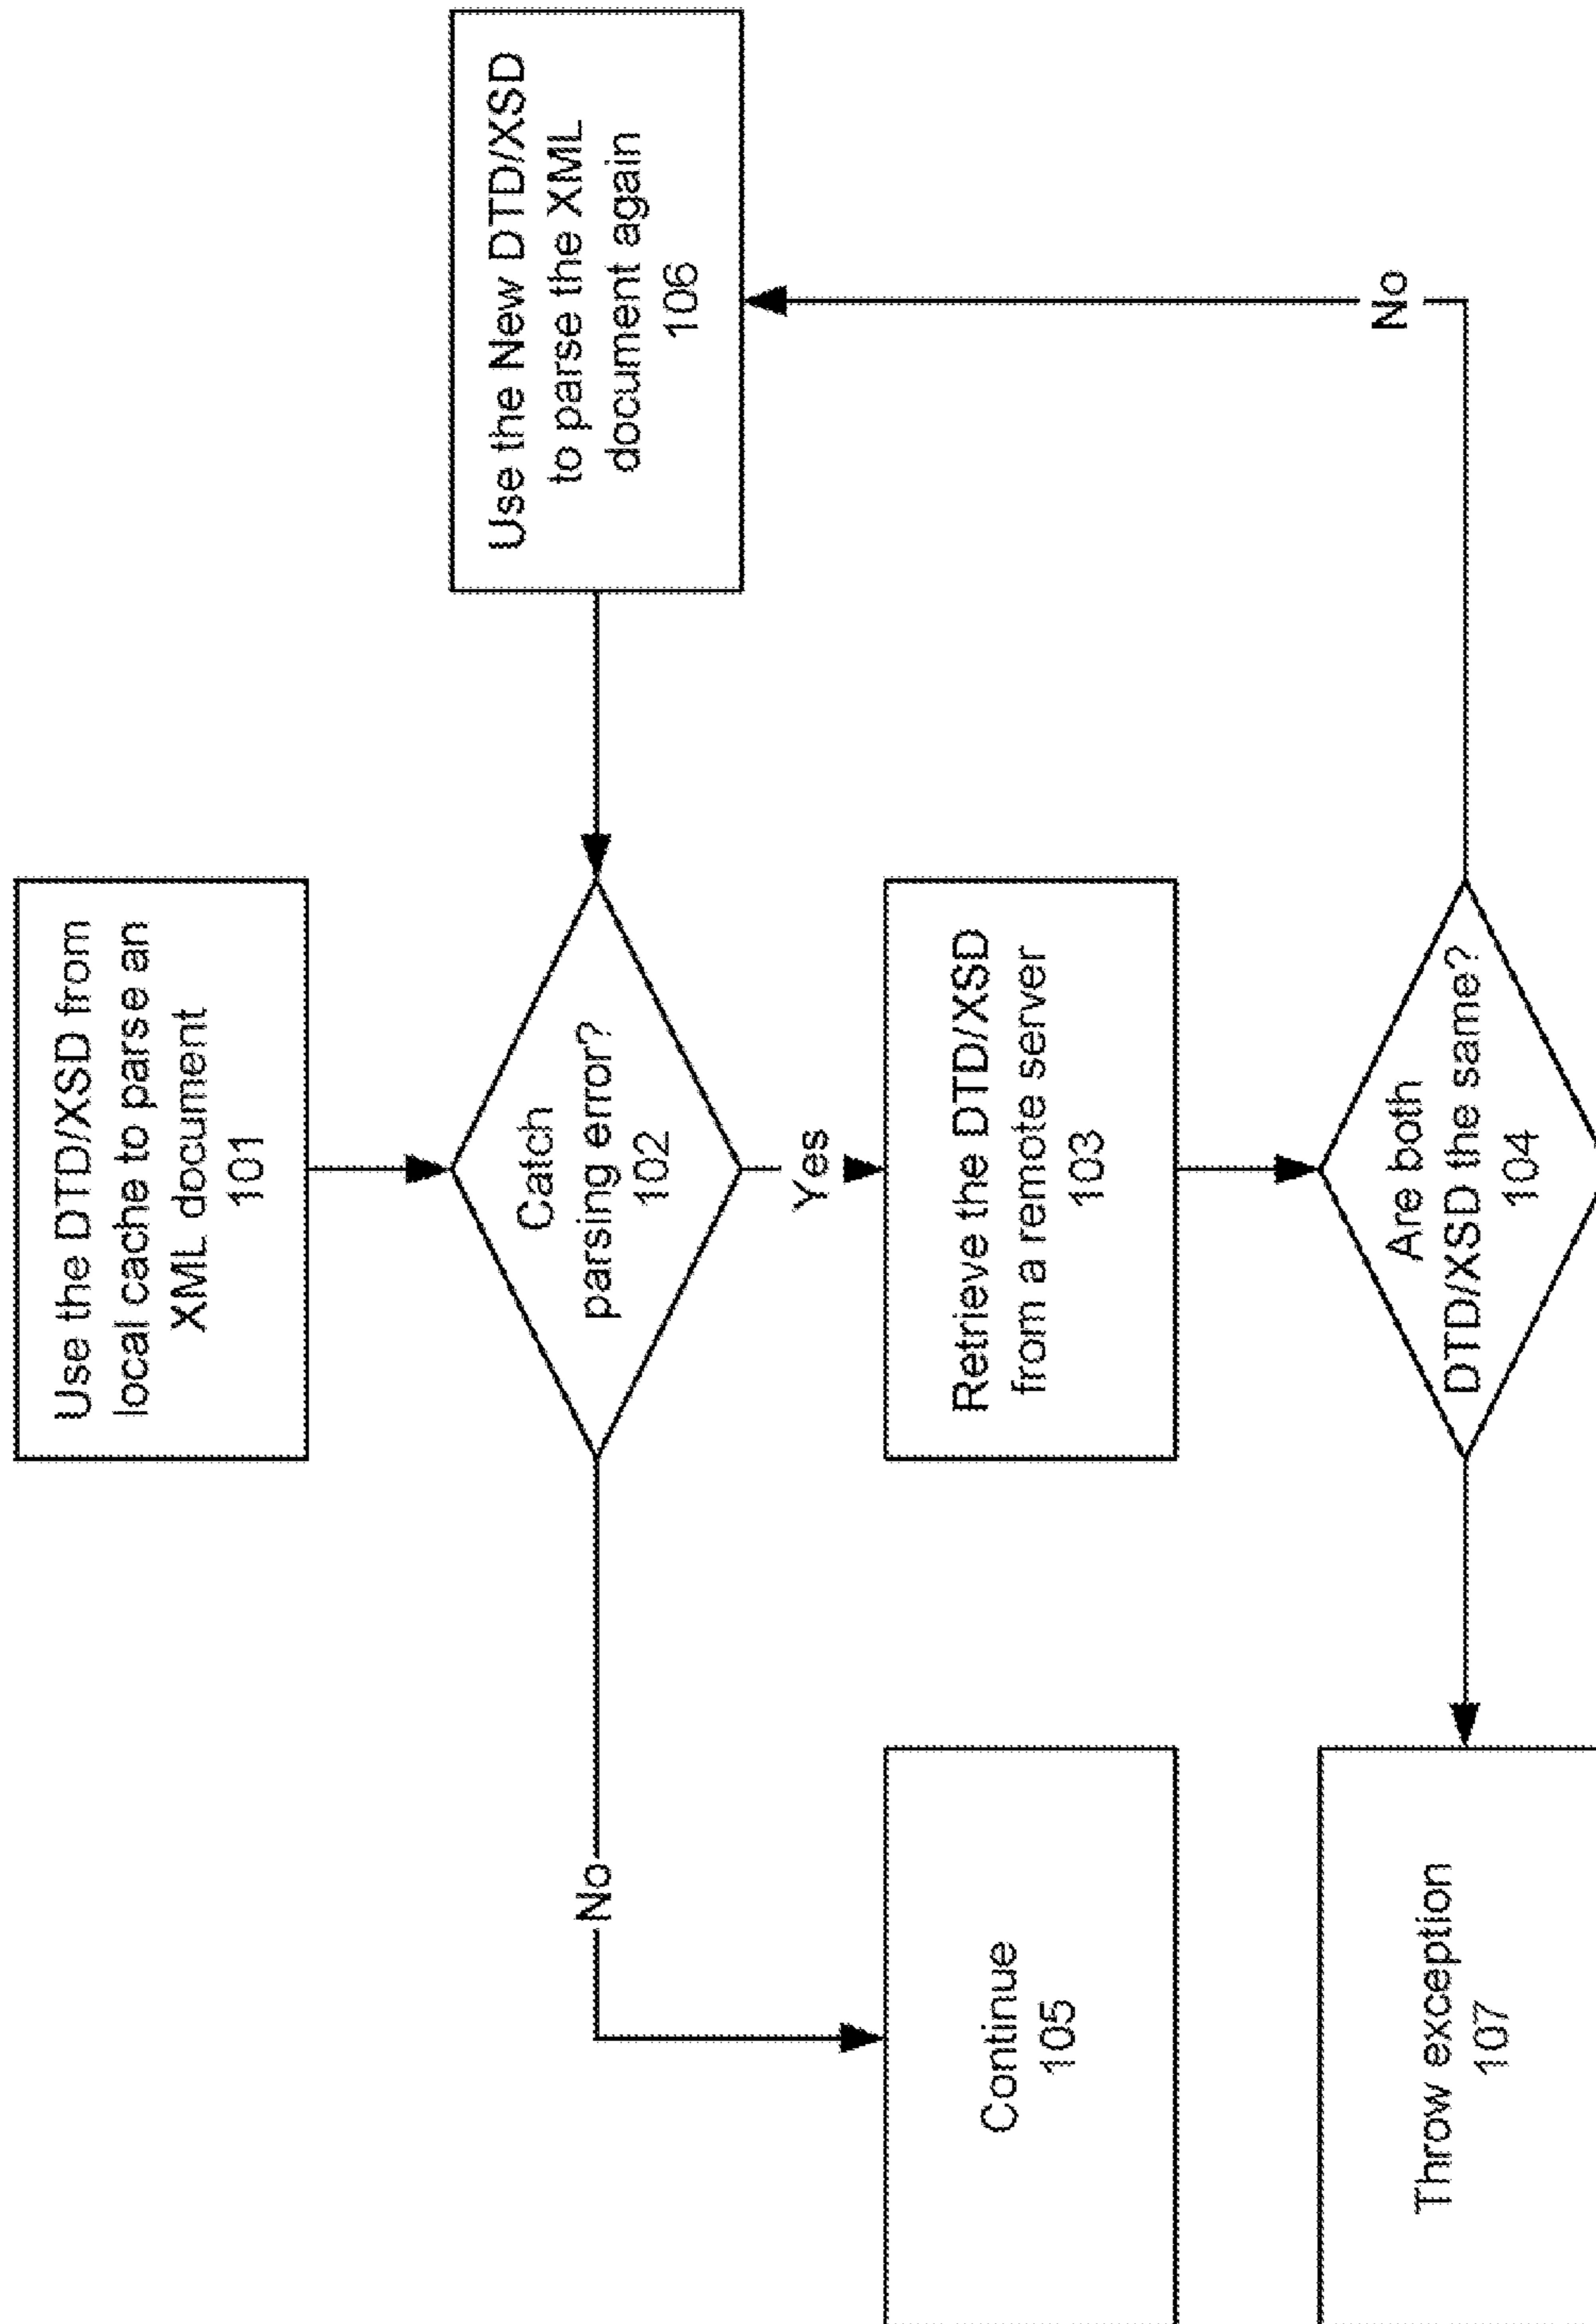 Use the DTD/XSD from
local cache to parse an
XML document
101
Catch
parsing error?
102
No
Yes
Use the New DTD/XSD
to parse the XML
document again
106
Continue
105
Retrieve the DTD/XSD
from a remote server
103
Throw exception
107
Are both
DTD/XSD the same?
104
No